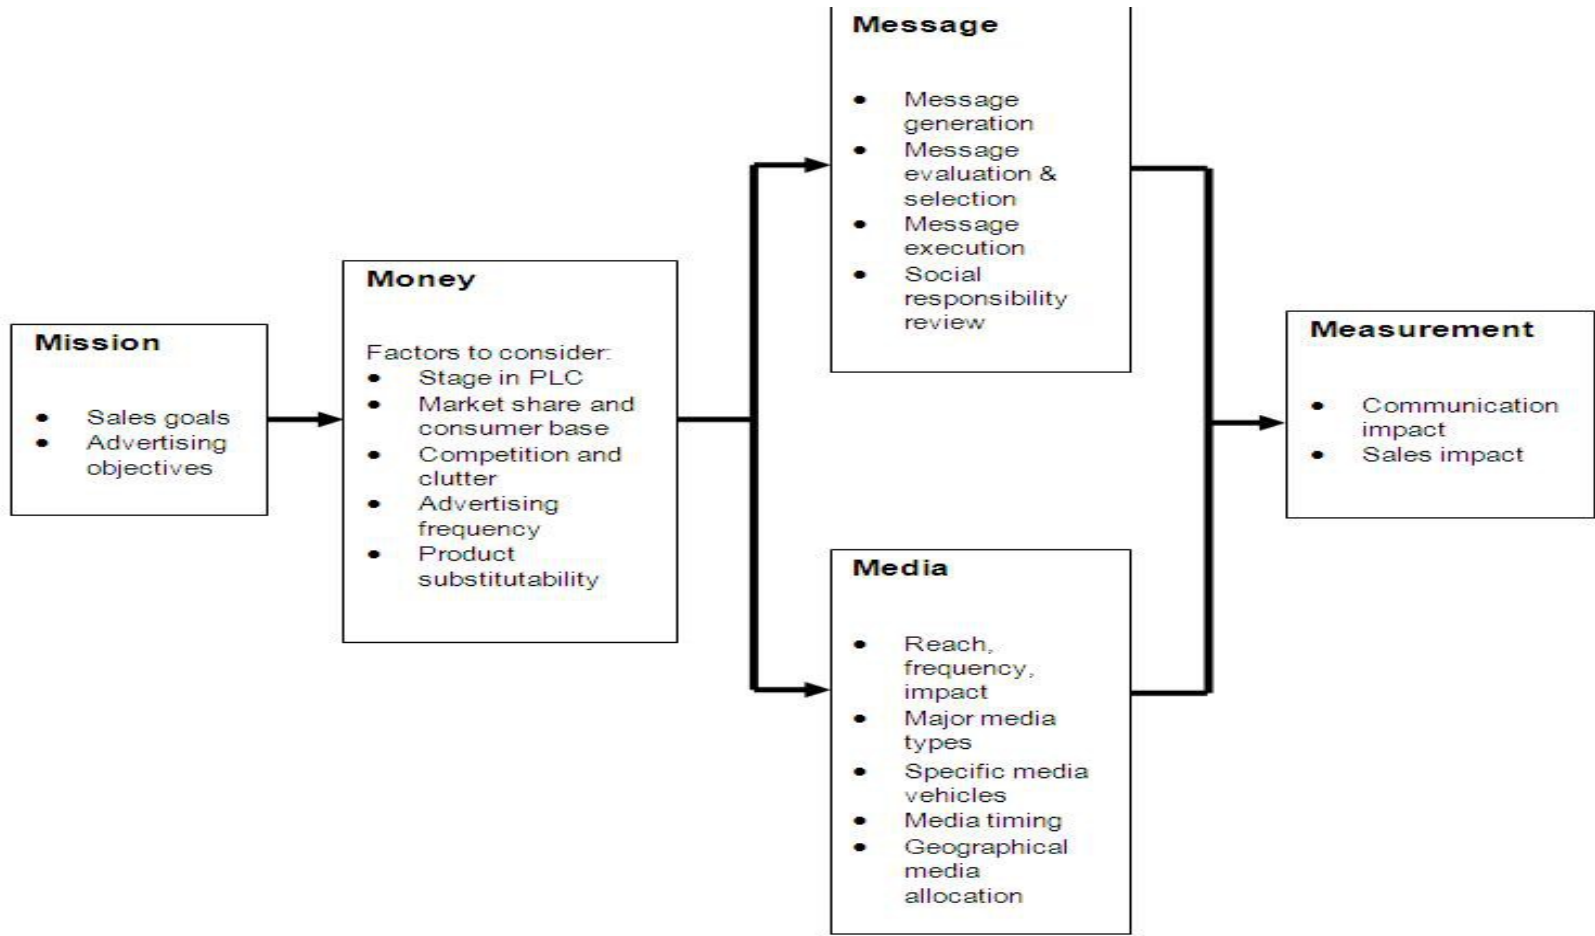 Mission
● Sales goals
● Advertising
objectives
Money
Factors to consider:
● Stage in PLC
● Market share and
consumer base
● Competition and
clutter
● Advertising
frequency
● Product
substitutability
Message
● Message
generation
● Message
evaluation &
selection
● Message
execution
● Social
responsibility
review
Media
● Reach,
frequency,
impact
● Major media
types
● Specific media
vehicles
● Media timing
● Geographical
media
allocation
Measurement
● Communication
impact
● Sales impact